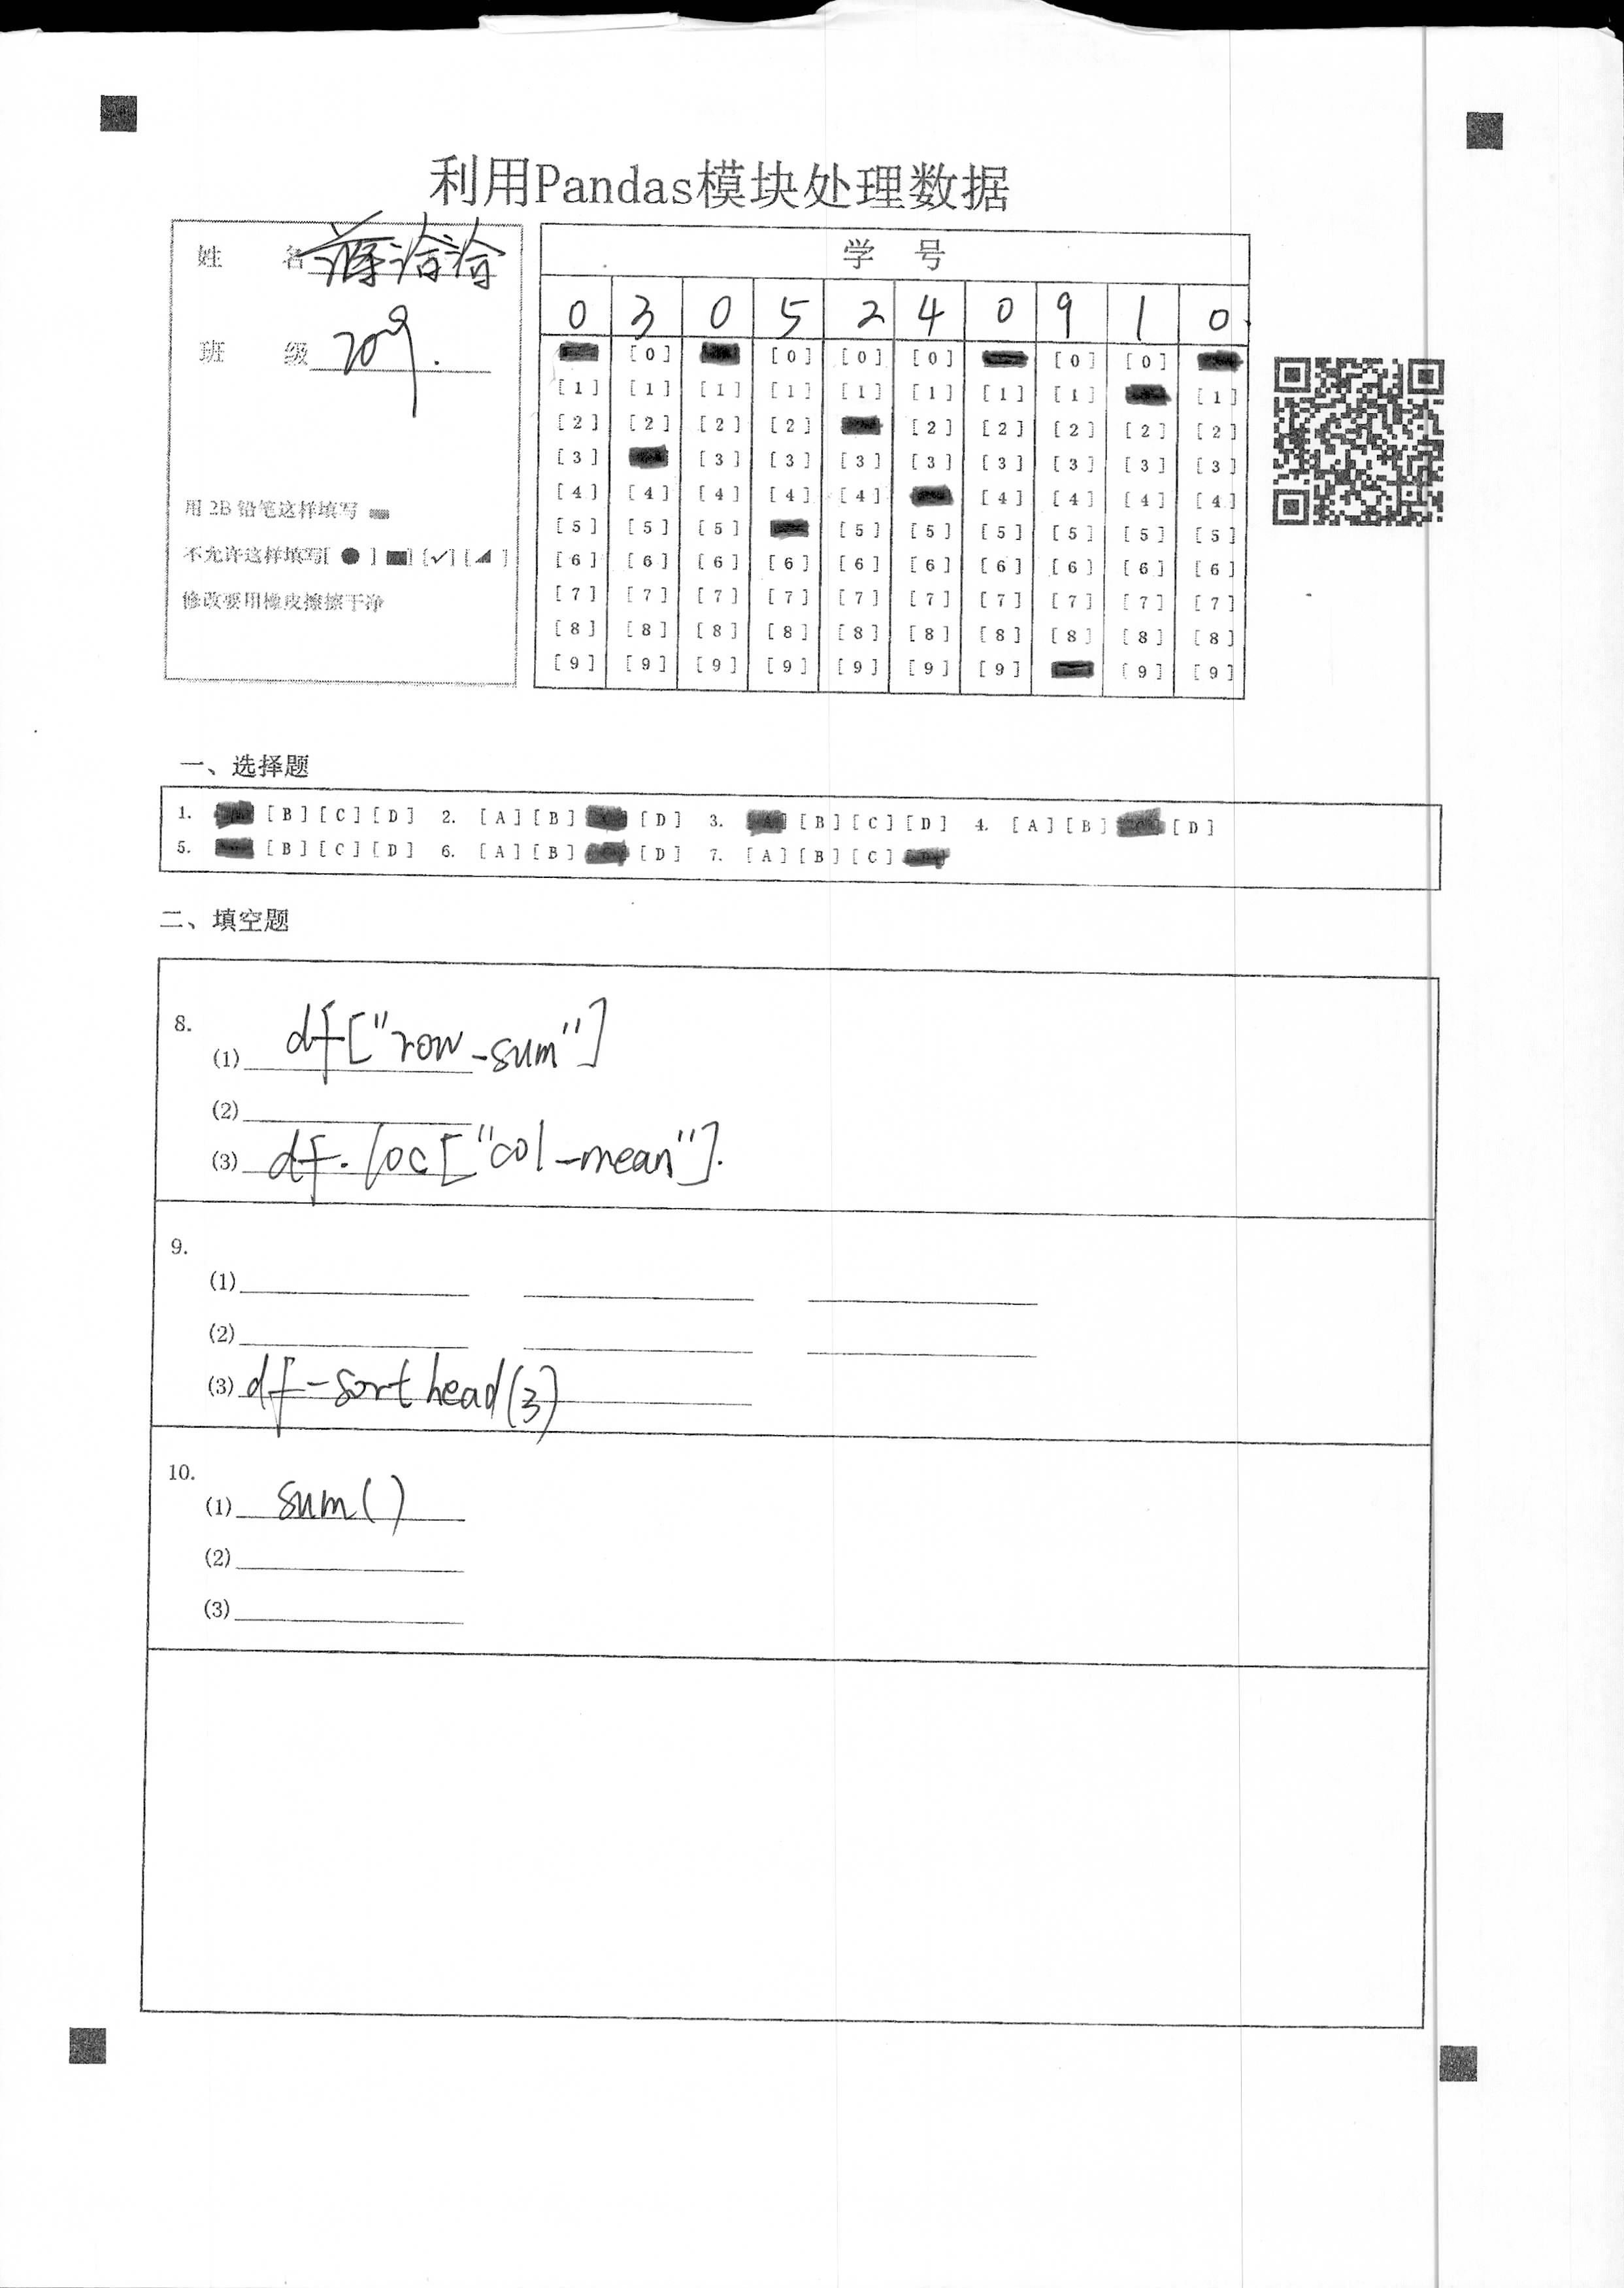 利用Pandas模块处理数据
姓 名 滁洽洽
班 级 209.
用 2B 铅笔这样填写
不允许这样填写[ ● ] [■] [✓] [◢ ]
修改要用橡皮擦擦干净
学 号
0 3 0 5 2 4 0 9 1 0
[0] [0] [0] [0] [0] [0]
[1] [1] [1] [1] [1] [1] [1] [1] [1]
[2] [2] [2] [2] [2] [2] [2] [2] [2]
[3] [3] [3] [3] [3] [3] [3] [3] [3]
[4] [4] [4] [4] [4] [4] [4] [4] [4]
[5] [5] [5] [5] [5] [5] [5] [5] [5]
[6] [6] [6] [6] [6] [6] [6] [6] [6] [6]
[7] [7] [7] [7] [7] [7] [7] [7] [7] [7]
[8] [8] [8] [8] [8] [8] [8] [8] [8] [8]
[9] [9] [9] [9] [9] [9] [9] [9] [9]
一、选择题
1. [B] [C] [D] 2. [A] [B] [D] 3. [A] [B] [C] [D] 4. [A] [B] [D]
5. [B] [C] [D] 6. [A] [B] [D] 7. [A] [B] [C]
二、填空题
8.
(1) df["row-sum"]
(2)
(3) df.loc["col-mean"].
9.
(1)
(2)
(3) df-sort head(3)
10.
(1) sum()
(2)
(3)